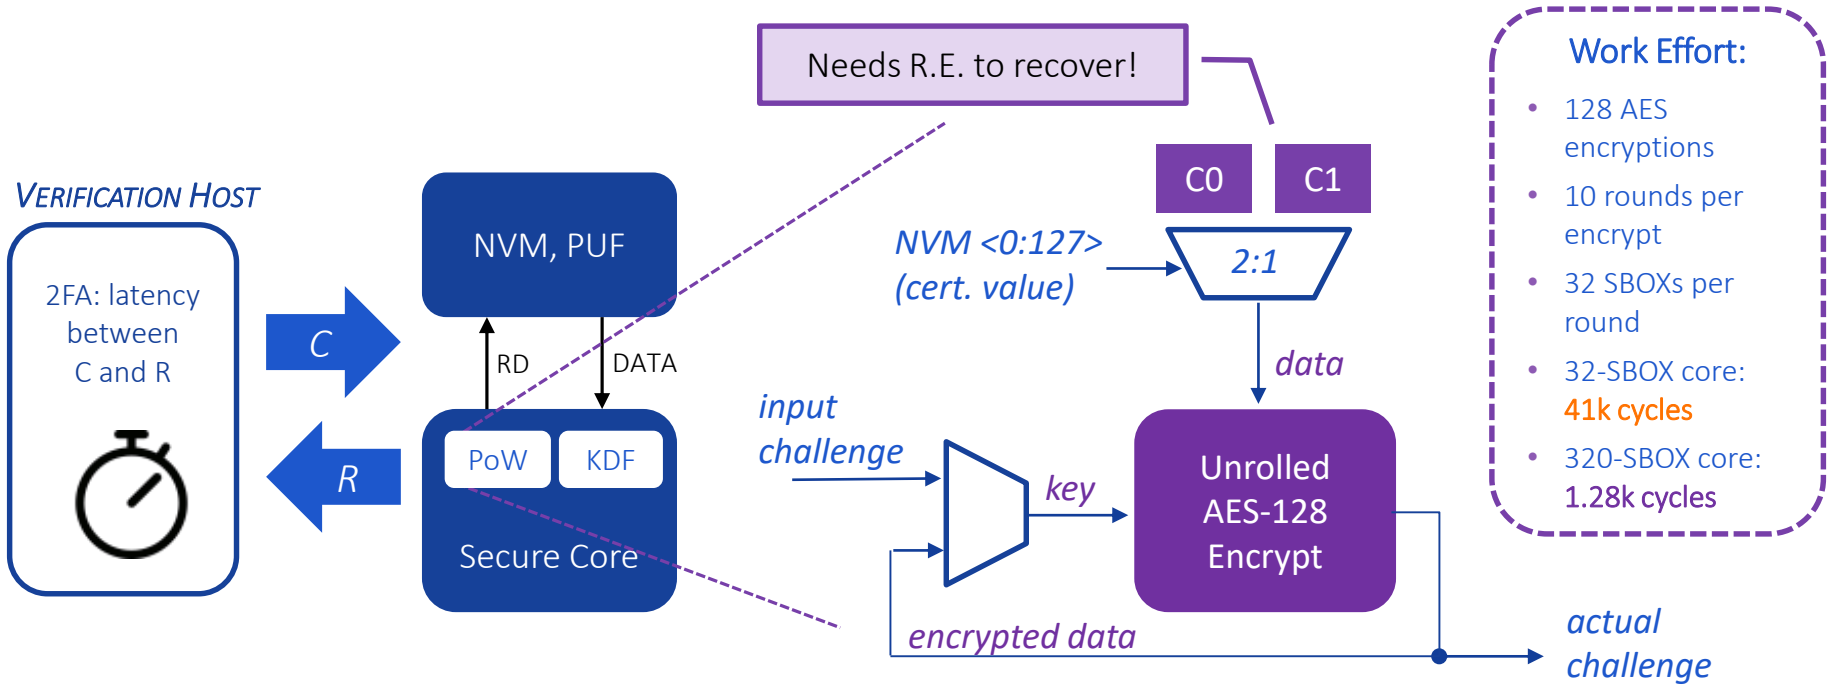 VERIFICATION HOST
2FA: latency
between
C and R
C
R
NVM, PUF
RD
DATA
PoW
KDF
Secure Core
Needs R.E. to recover!
C0
C1
NVM <0:127>
(cert. value)
2:1
data
input
challenge
key
Unrolled
AES-128
Encrypt
encrypted data
actual
challenge
Work Effort:
• 128 AES
encryptions
• 10 rounds per
encrypt
• 32 SBOXs per
round
• 32-SBOX core:
41k cycles
• 320-SBOX core:
1.28k cycles